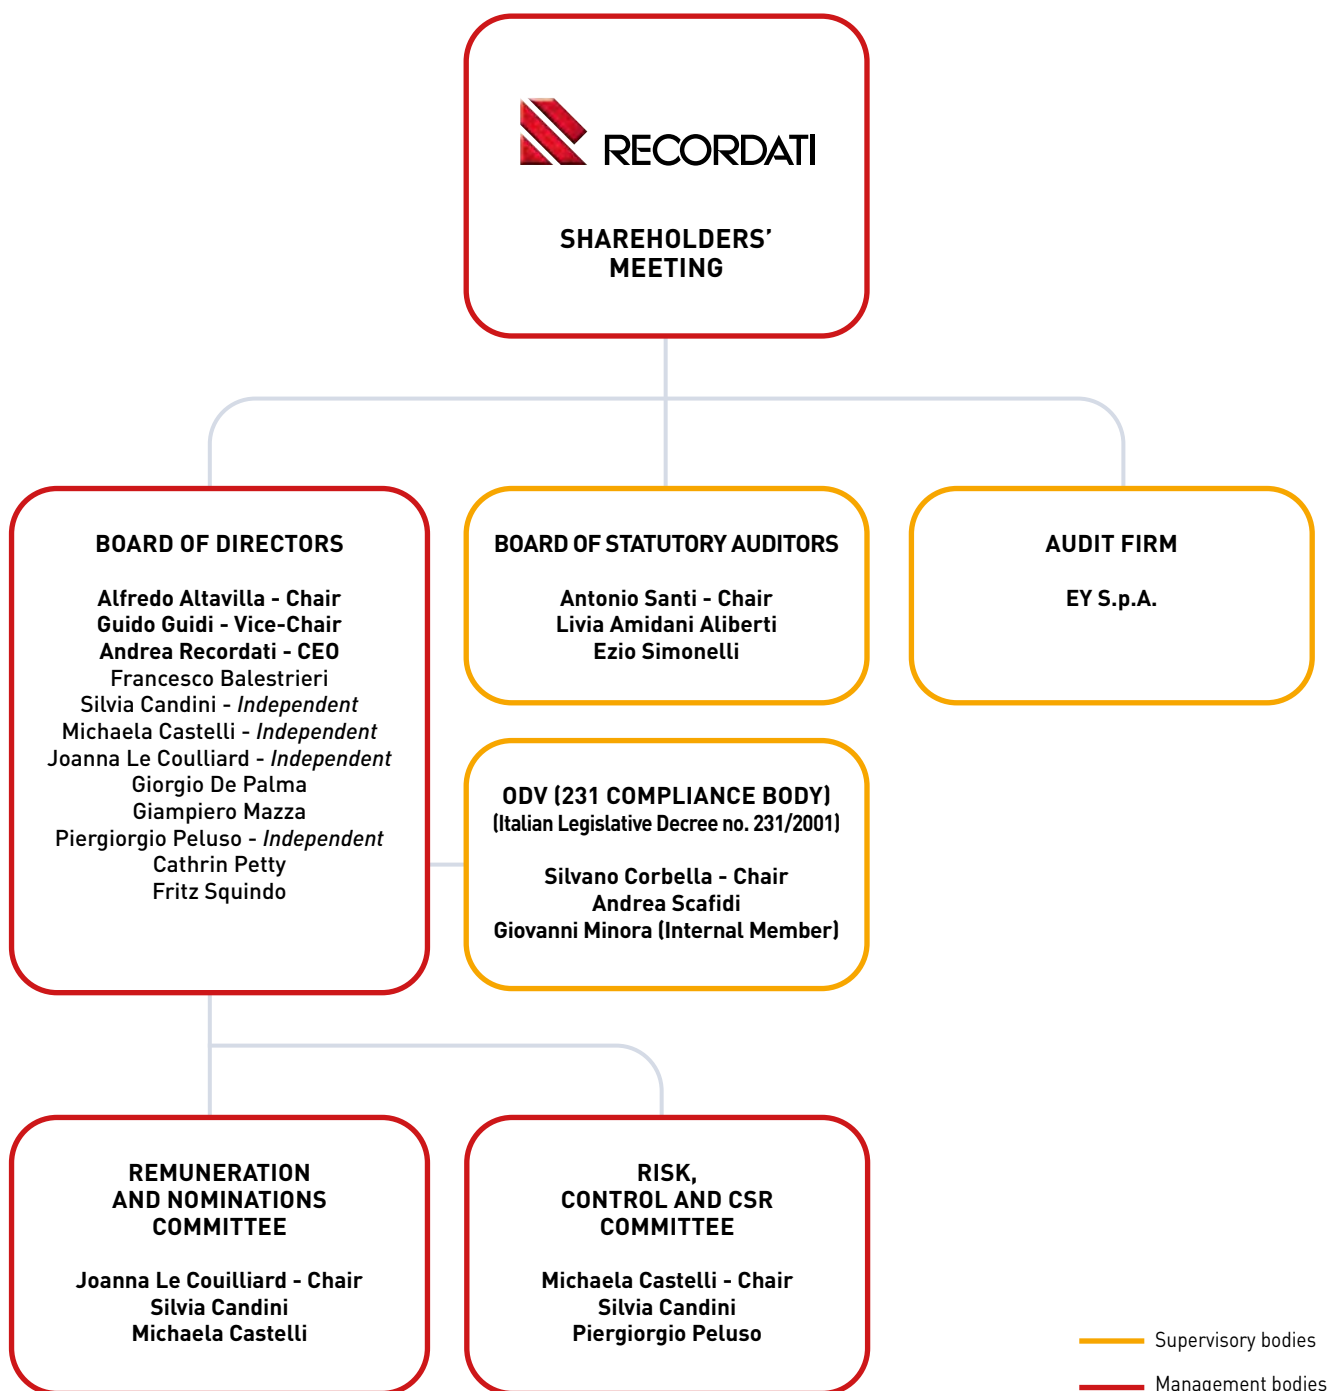 RECORDATI
SHAREHOLDERS'
MEETING
BOARD OF DIRECTORS
Alfredo Altavilla - Chair
Guido Guidi - Vice-Chair
Andrea Recordati - CEO
Francesco Balestrieri
Silvia Candini - Independent
Michaela Castelli - Independent
Joanna Le Coulliard - Independent
Giorgio De Palma
Giampiero Mazza
Piergiorgio Peluso - Independent
Cathrin Petty
Fritz Squindo
BOARD OF STATUTORY AUDITORS
Antonio Santi - Chair
Livia Amidani Aliberti
Ezio Simonelli
AUDIT FIRM
EY S.p.A.
ODV (231 COMPLIANCE BODY)
(Italian Legislative Decree no. 231/2001)
Silvano Corbella - Chair
Andrea Scafidi
Giovanni Minora (Internal Member)
REMUNERATION
AND NOMINATIONS
COMMITTEE
Joanna Le Couilliard - Chair
Silvia Candini
Michaela Castelli
RISK,
CONTROL AND CSR
COMMITTEE
Michaela Castelli - Chair
Silvia Candini
Piergiorgio Peluso
Supervisory bodies
Management bodies